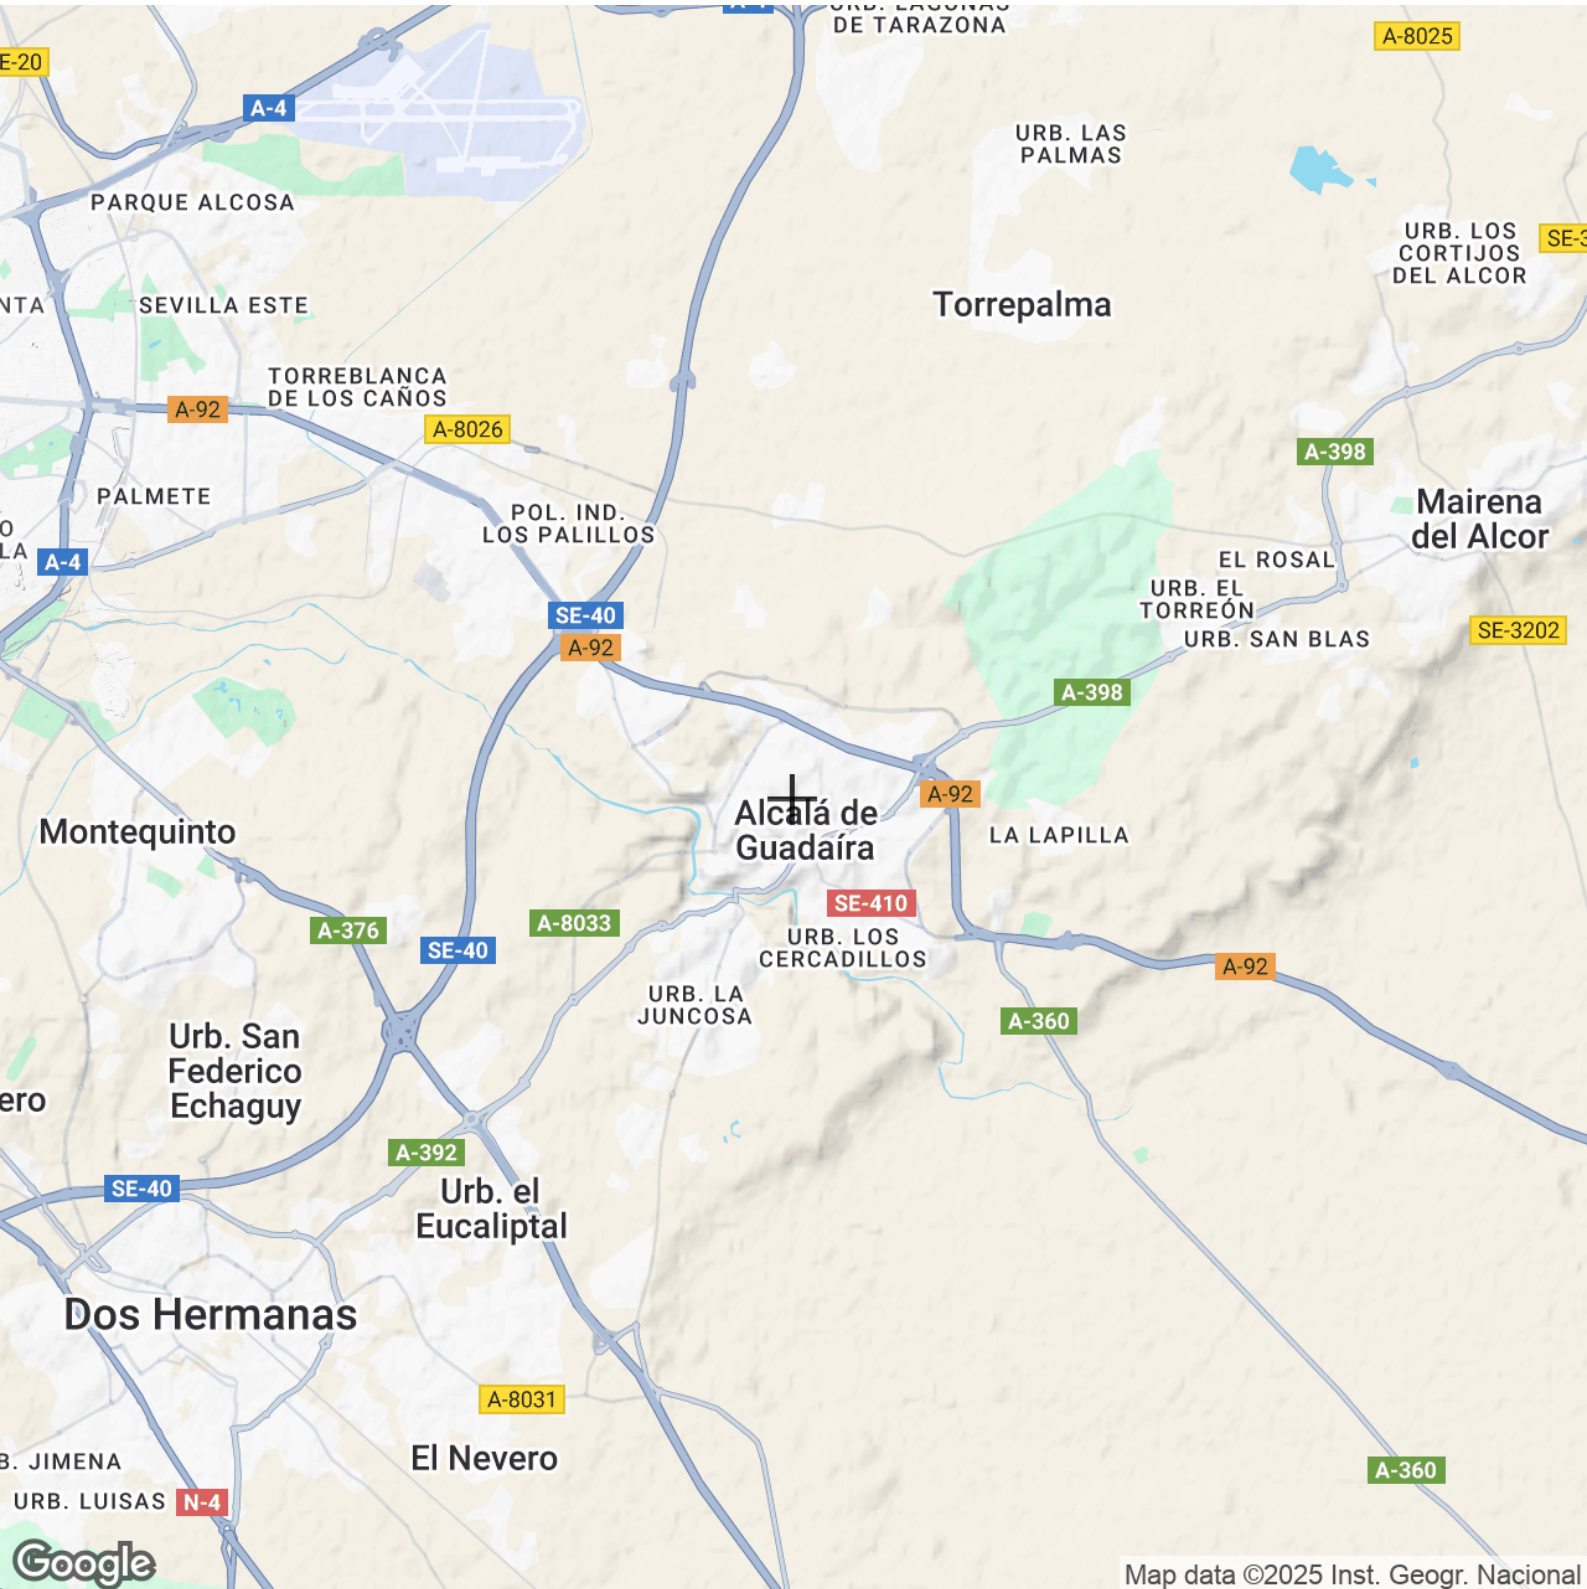 A-4
URB. LAGUNAS
DE TARAZONA
A-8025
SE-20
A-4
URB. LAS
PALMAS
PARQUE ALCOSA
URB. LOS
CORTIJOS
DEL ALCOR
SE-3
NTA
SEVILLA ESTE
Torrepalma
TORREBLANCA
DE LOS CAÑOS
A-92
A-8026
A-398
PALMETE
POL. IND.
LOS PALILLOS
Mairena
del Alcor
O
LA
A-4
EL ROSAL
URB. EL
TORREÓN
SE-40
A-92
URB. SAN BLAS
SE-3202
A-398
A-92
Alcalá de
Guadaíra
Montequinto
LA LAPILLA
SE-410
A-376
A-8033
SE-40
URB. LOS
CERCADILLOS
A-92
URB. LA
JUNCOSA
A-360
Urb. San
Federico
Echaguy
ero
A-392
SE-40
Urb. el
Eucaliptal
Dos Hermanas
A-8031
El Nevero
B. JIMENA
A-360
URB. LUISAS
N-4
Google
Map data ©2025 Inst. Geogr. Nacional